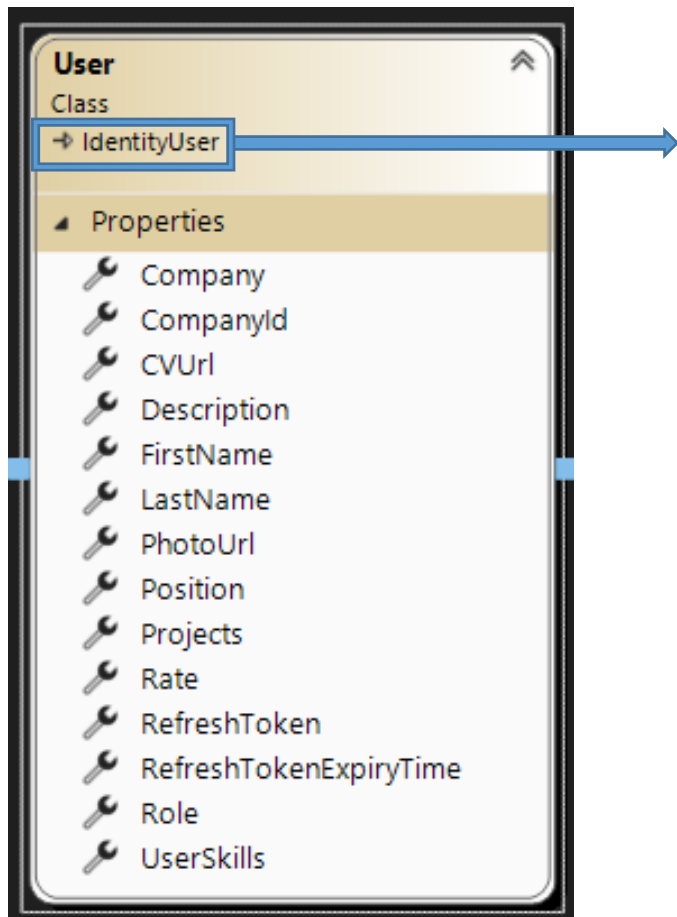 User
Class
IdentityUser
Properties
Company
CompanyId
CVUrl
Description
FirstName
LastName
PhotoUrl
Position
Projects
Rate
RefreshToken
RefreshTokenExpiryTime
Role
UserSkills